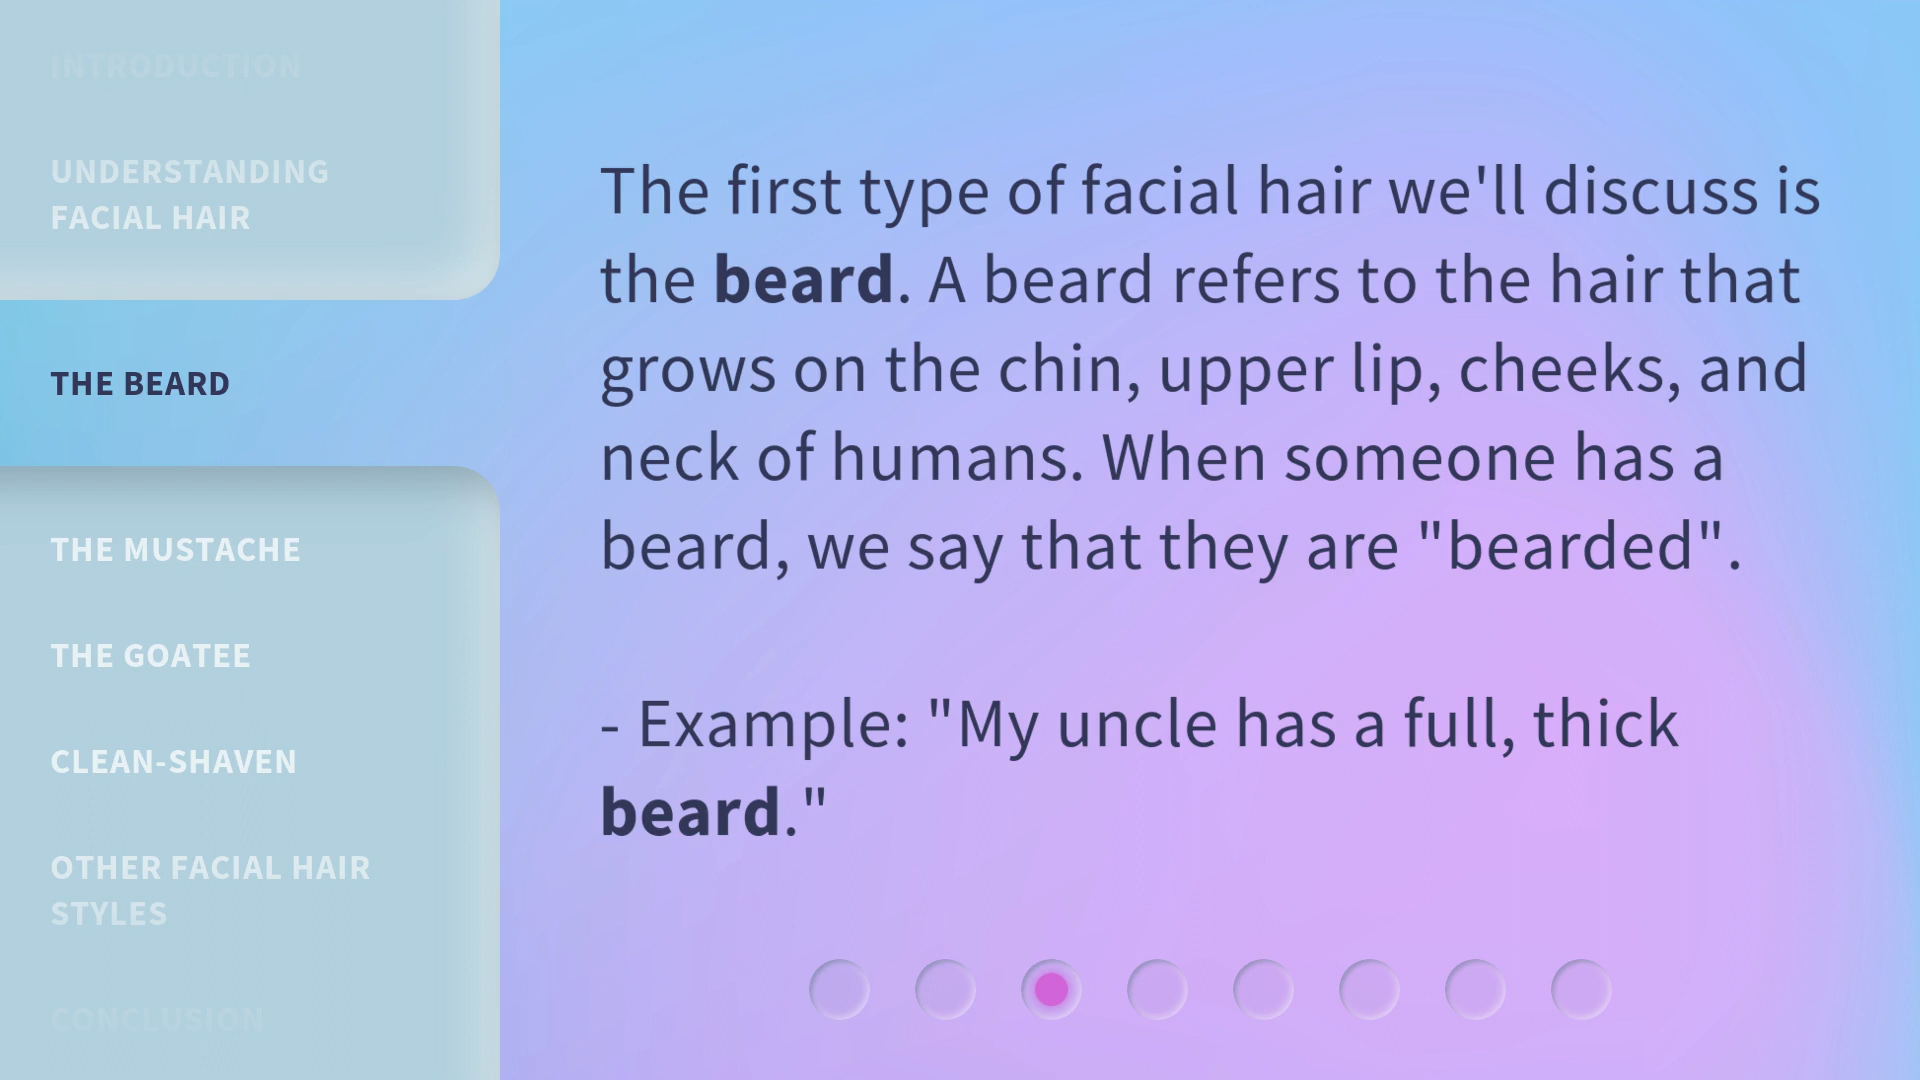 INTRODUCTION
UNDERSTANDING
FACIAL HAIR
THE BEARD
THE MUSTACHE
THE GOATEE
CLEAN-SHAVEN
OTHER FACIAL HAIR
STYLES
CONCLUSION
The first type of facial hair we'll discuss is
the beard. A beard refers to the hair that
grows on the chin, upper lip, cheeks, and
neck of humans. When someone has a
beard, we say that they are "bearded".
- Example: "My uncle has a full, thick
beard."